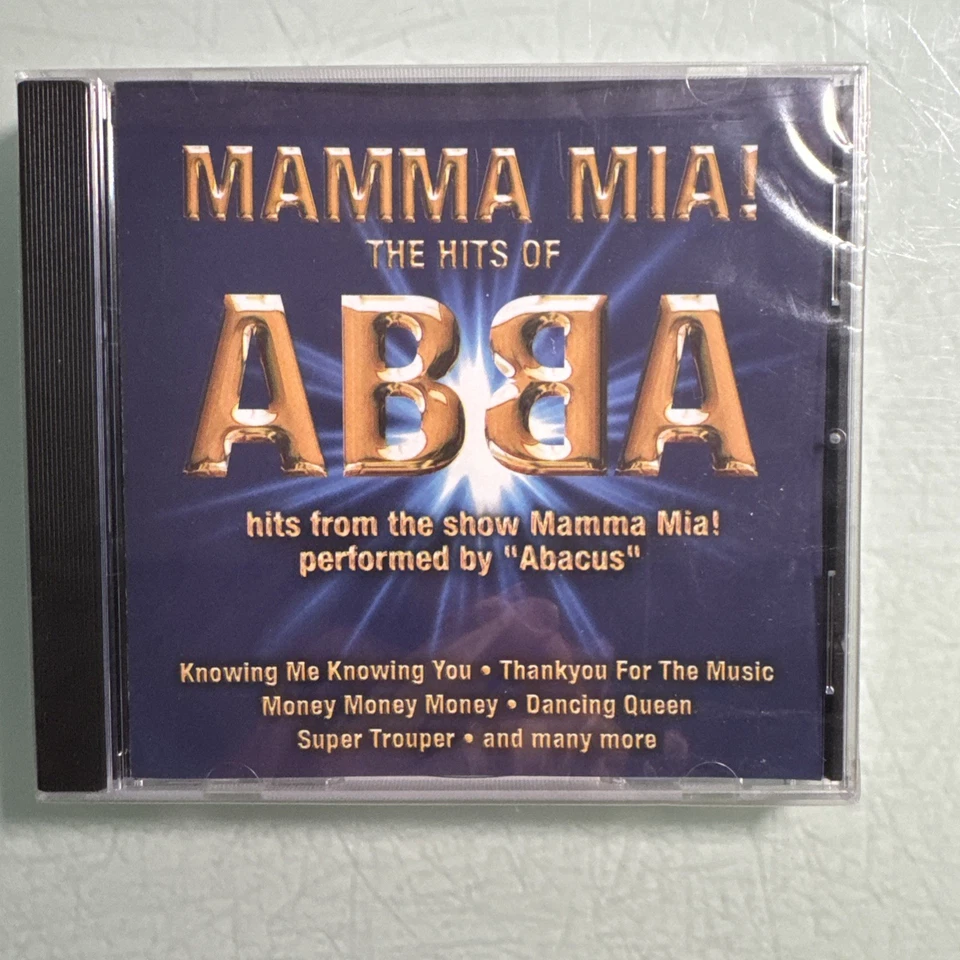 MAMMA MIA!
THE HITS OF
ABBA
hits from the show Mamma Mia!
performed by "Abacus"
Knowing Me Knowing You • Thankyou For The Music
Money Money Money • Dancing Queen
Super Trouper • and many more